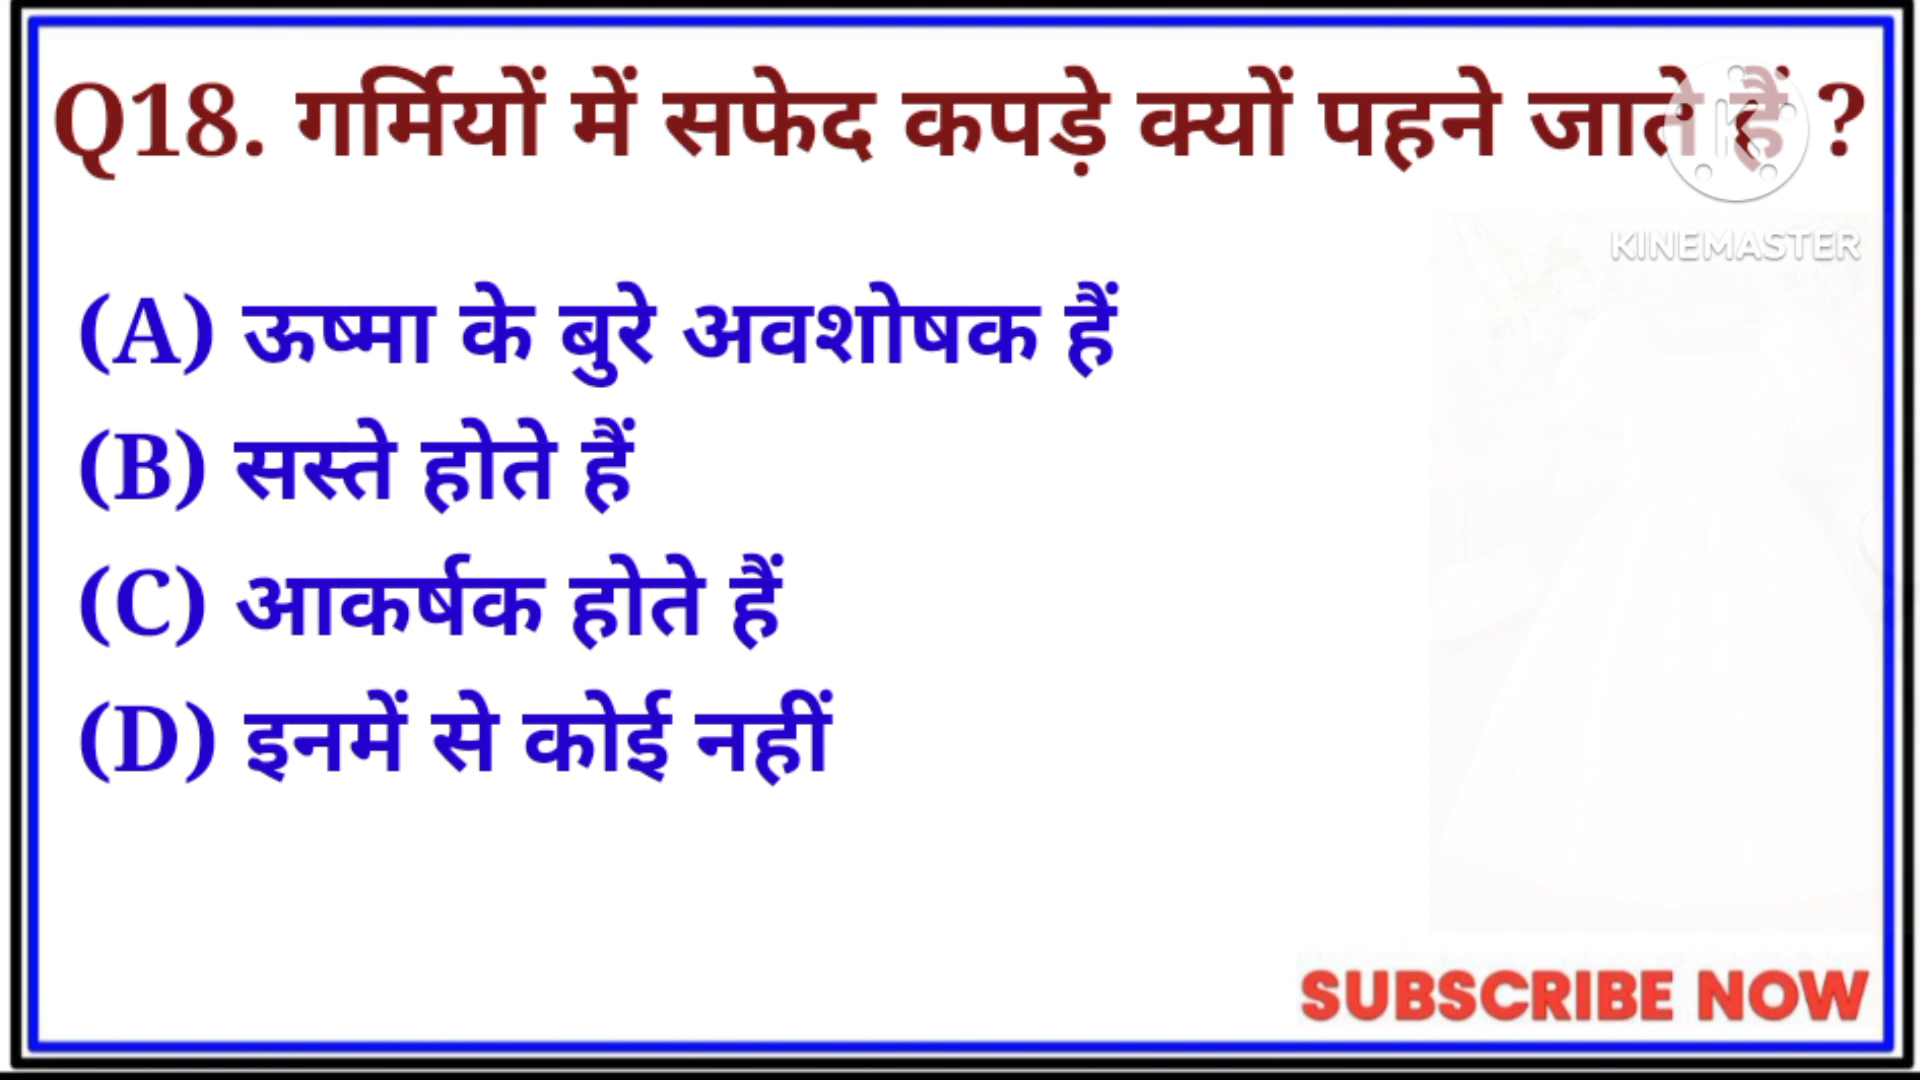 Q18. गर्मियों में सफेद कपड़े क्यों पहने जाते हैं ?
KINEMASTER
(A) ऊष्मा के बुरे अवशोषक हैं
(B) सस्ते होते हैं
(C) आकर्षक होते हैं
(D) इनमें से कोई नहीं
SUBSCRIBE NOW